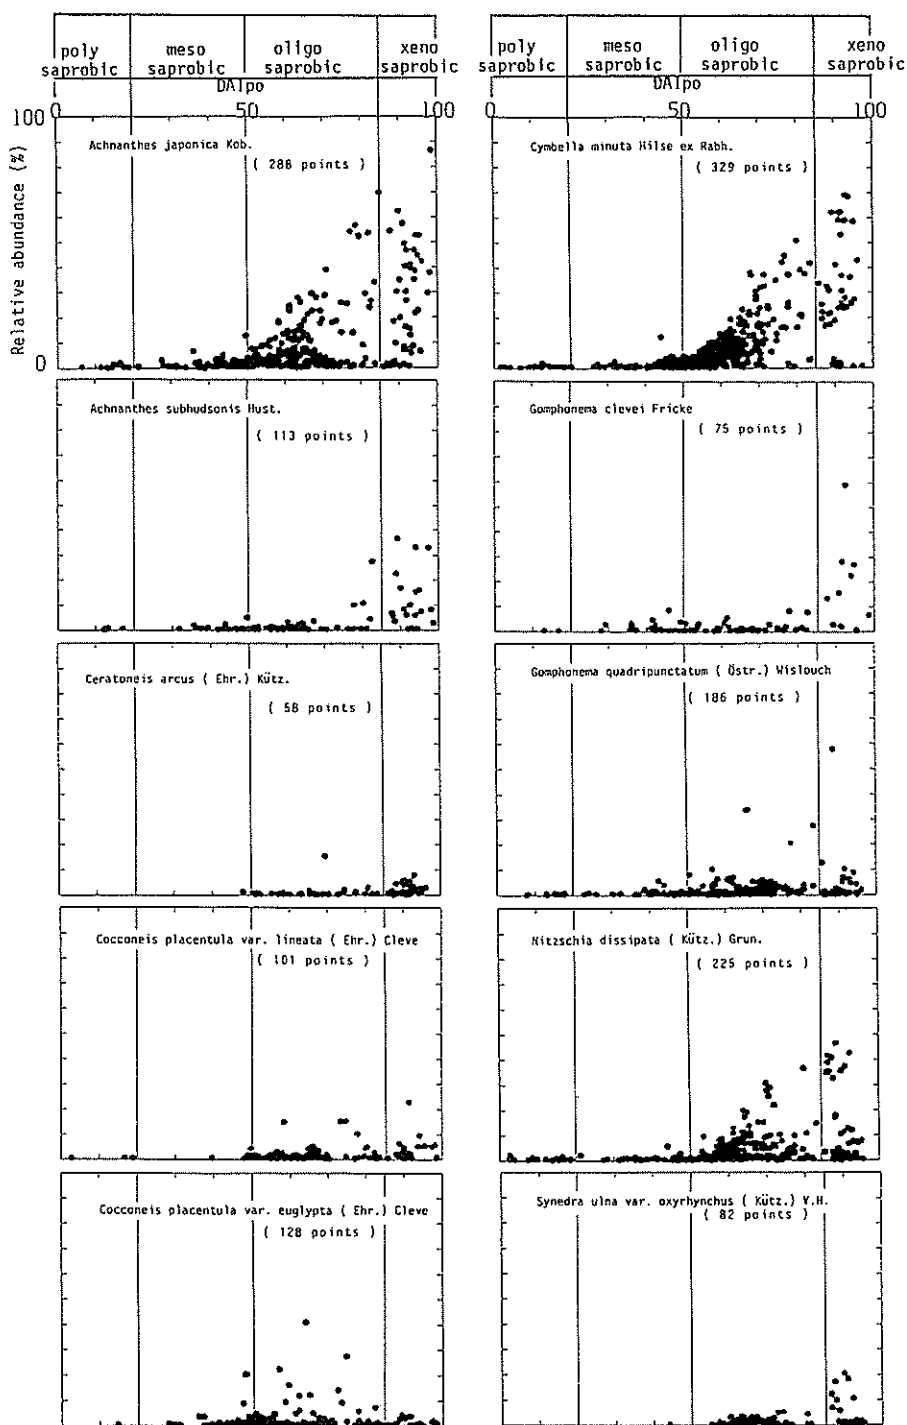 poly saprobic
meso saprobic
oligo saprobic
xeno saprobic
poly saprobic
meso saprobic
oligo saprobic
xeno saprobic
DAIpo
0 50 100
DAIpo
0 50 100
100
Relative abundance (%)
0
Achnanthes japonica Kob.
( 288 points )
Cymbella minuta Hilse ex Rabh.
( 329 points )
Achnanthes subhudsonis Hust.
( 113 points )
Gomphonema clevei Fricke
( 75 points )
Ceratoneis arcus ( Ehr.) Kütz.
( 58 points )
Gomphonema quadripunctatum ( Östr.) Wislouch
( 186 points )
Cocconeis placentula var. lineata ( Ehr.) Cleve
( 101 points )
Nitzschia dissipata ( Kütz.) Grun.
( 225 points )
Cocconeis placentula var. euglypta ( Ehr.) Cleve
( 128 points )
Synedra ulna var. oxyrhynchus ( Kütz.) V.H.
( 82 points )